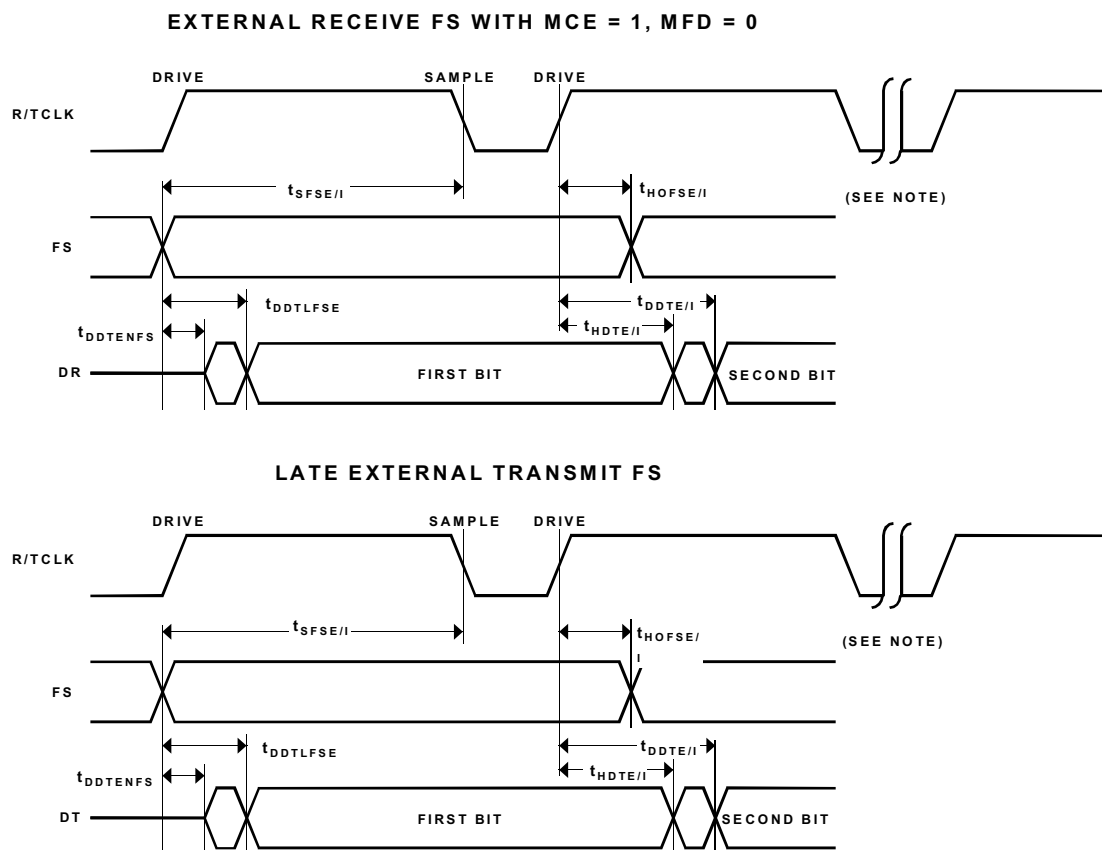 EXTERNAL RECEIVE FS WITH MCE = 1, MFD = 0
DRIVE SAMPLE DRIVE
R/TCLK
tSFSE/I tHOFSE/I (SEE NOTE)
FS
tDDTLFSE tDDTE/I
tDDTENFS tHDTE/I
DR FIRST BIT SECOND BIT
LATE EXTERNAL TRANSMIT FS
DRIVE SAMPLE DRIVE
R/TCLK
tSFSE/I tHOFSE/ (SEE NOTE)
I
FS
tDDTLFSE tDDTE/I
tDDTENFS tHDTE/I
DT FIRST BIT SECOND BIT